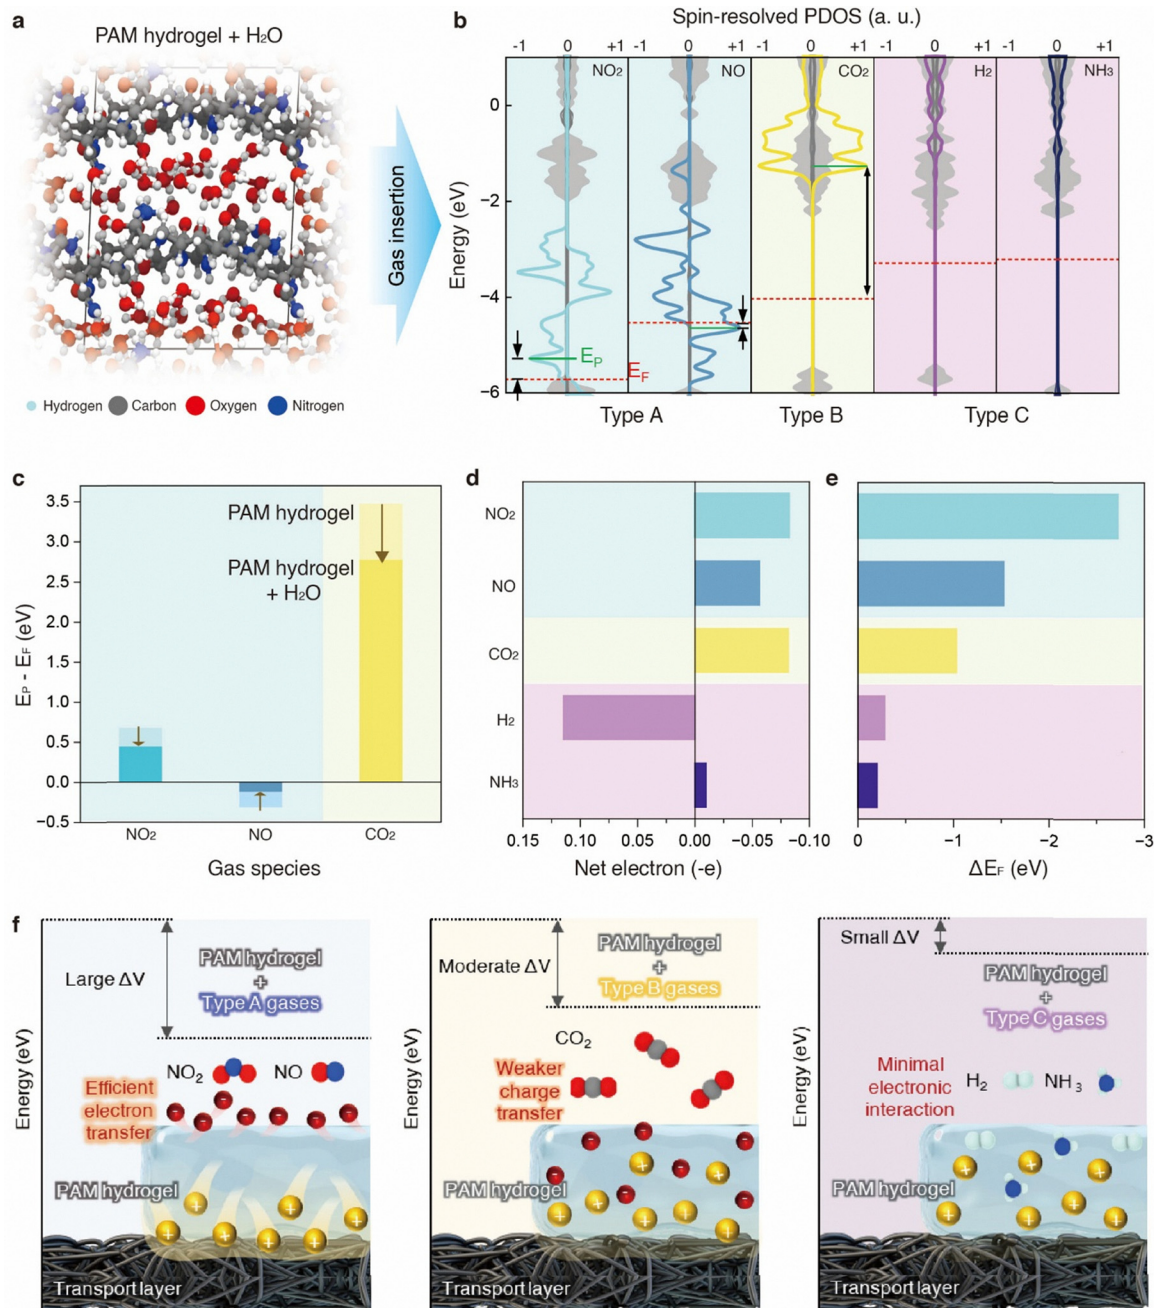 a
PAM hydrogel + H₂O
Gas insertion
Hydrogen Carbon Oxygen Nitrogen
b
Spin-resolved PDOS (a. u.)
-1 0 +1 -1 0 +1 -1 0 +1 -1 0 +1 -1 0 +1
NO₂ NO CO₂ H₂ NH₃
Energy (eV)
0
−2
−4
−6
E_P
E_F
Type A Type B Type C
c
E_P - E_F (eV)
3.5
3.0
2.5
2.0
1.5
1.0
0.5
0.0
−0.5
PAM hydrogel
PAM hydrogel
+ H₂O
NO₂ NO CO₂
Gas species
d
NO₂
NO
CO₂
H₂
NH₃
0.15 0.10 0.05 0.00 −0.05 −0.10
Net electron (-e)
e
0 −1 −2 −3
ΔE_F (eV)
f
Energy (eV)
Large ΔV
PAM hydrogel
+
Type A gases
NO₂ NO
Efficient
electron
transfer
PAM hydrogel
Transport layer
Energy (eV)
Moderate ΔV
PAM hydrogel
+
Type B gases
CO₂
Weaker
charge
transfer
PAM hydrogel
Transport layer
Energy (eV)
Small ΔV
PAM hydrogel
+
Type C gases
Minimal
electronic
interaction
H₂ NH₃
PAM hydrogel
Transport layer